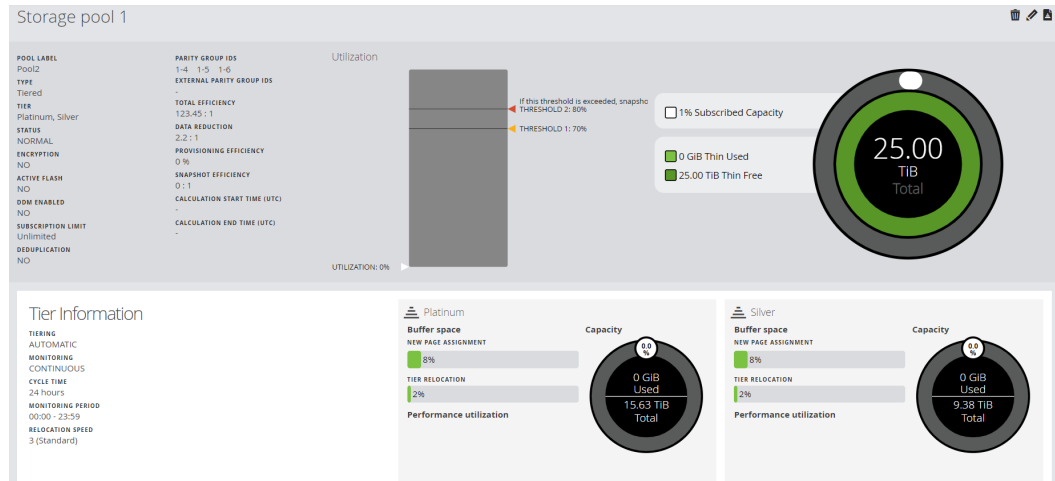 Storage pool 1
POOL LABEL
Pool2
TYPE
Tiered
TIER
Platinum, Silver
STATUS
NORMAL
ENCRYPTION
NO
ACTIVE FLASH
NO
DDM ENABLED
NO
SUBSCRIPTION LIMIT
Unlimited
DEDUPLICATION
NO
PARITY GROUP IDS
1-4 1-5 1-6
EXTERNAL PARITY GROUP IDS
-
TOTAL EFFICIENCY
123.45 : 1
DATA REDUCTION
2.2 : 1
PROVISIONING EFFICIENCY
0 %
SNAPSHOT EFFICIENCY
0 : 1
CALCULATION START TIME (UTC)
-
CALCULATION END TIME (UTC)
-
Utilization
If this threshold is exceeded, snapsho
THRESHOLD 2: 80%
THRESHOLD 1: 70%
UTILIZATION: 0%
1% Subscribed Capacity
0 GiB Thin Used
25.00 TiB Thin Free
25.00
TiB
Total
Tier Information
TIERING
AUTOMATIC
MONITORING
CONTINUOUS
CYCLE TIME
24 hours
MONITORING PERIOD
00:00 - 23:59
RELOCATION SPEED
3 (Standard)
Platinum
Buffer space
NEW PAGE ASSIGNMENT
8%
TIER RELOCATION
2%
Performance utilization
Capacity
0.0
%
0 GiB
Used
15.63 TiB
Total
Silver
Buffer space
NEW PAGE ASSIGNMENT
8%
TIER RELOCATION
2%
Performance utilization
Capacity
0.0
%
0 GiB
Used
9.38 TiB
Total